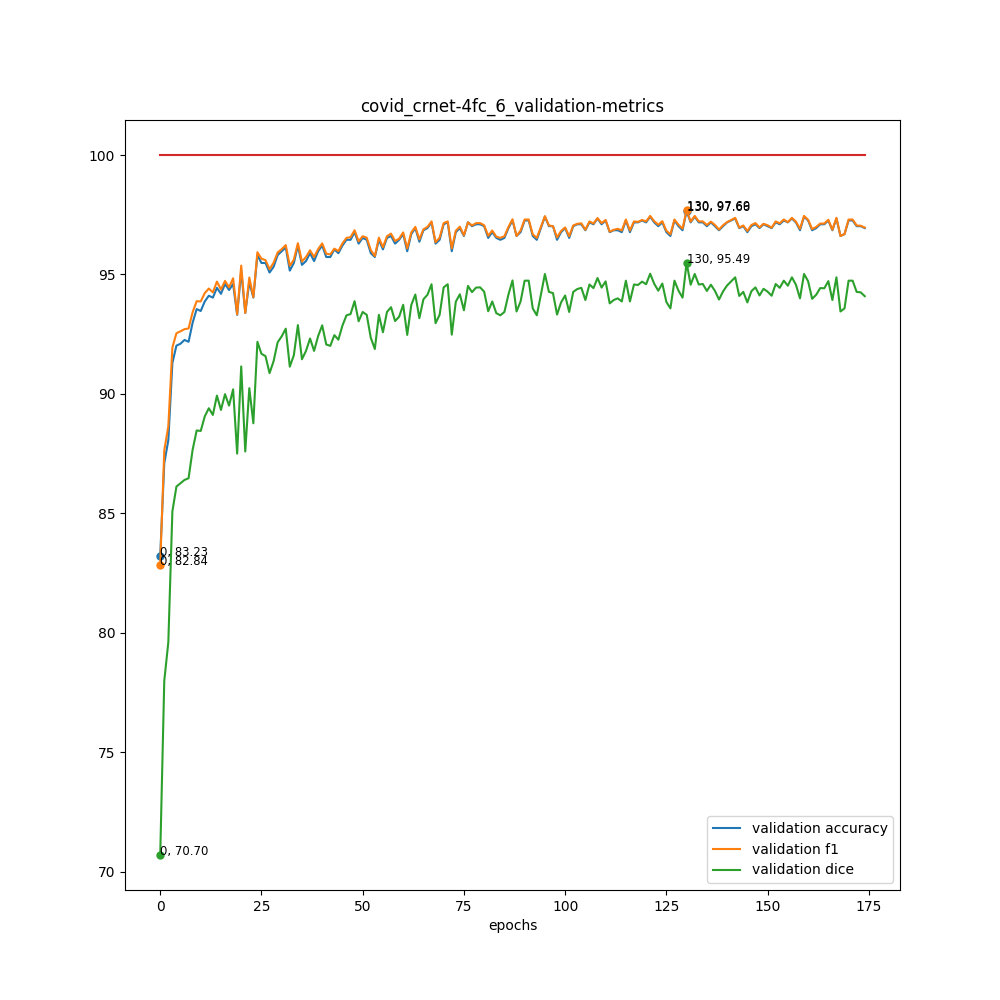 covid_crnet-4fc_6_validation-metrics
100
130, 95.49
95
90
85
0, 83.23
0, 82.84
80
75
0, 70.70
70
validation accuracy
validation f1
validation dice
0 25 50 75 100 125 150 175
epochs